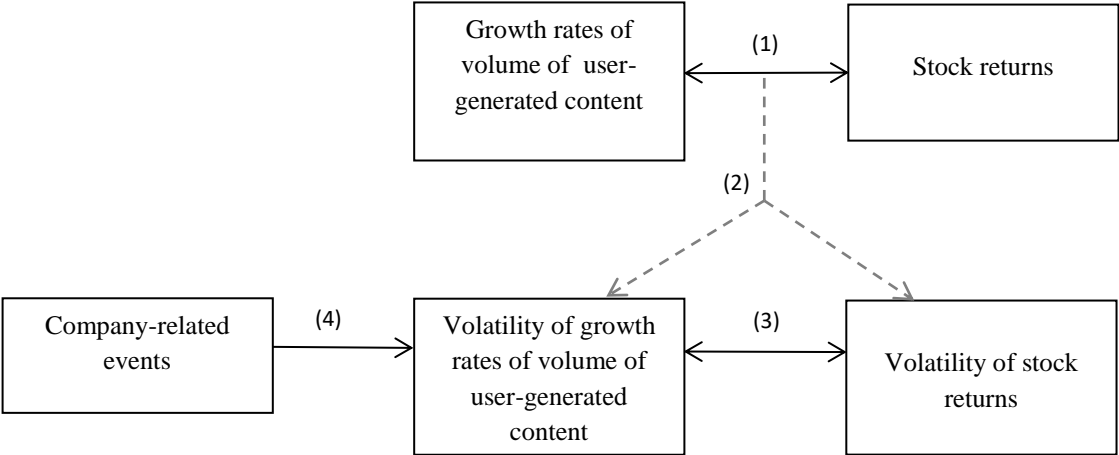 Growth rates of
volume of user-
generated content
(1)
Stock returns
(2)
Company-related
events
(4)
Volatility of growth
rates of volume of
user-generated
content
(3)
Volatility of stock
returns